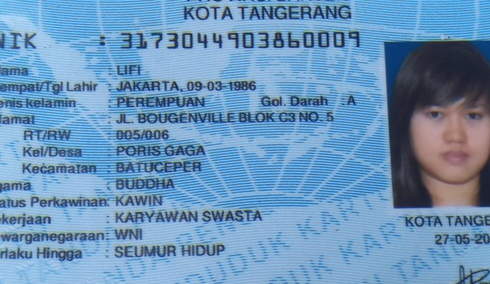 KOTA TANGERANG
NIK : 3173044903860009
Nama : LIFI
Tempat/Tgl Lahir : JAKARTA, 09-03-1986
Jenis kelamin : PEREMPUAN Gol. Darah : A
Alamat : JL. BOUGENVILLE BLOK C3 NO. 5
RT/RW : 005/006
Kel/Desa : PORIS GAGA
Kecamatan : BATUCEPER
Agama : BUDDHA
Status Perkawinan: KAWIN
Pekerjaan : KARYAWAN SWASTA
Kewarganegaraan: WNI
Berlaku Hingga : SEUMUR HIDUP
KOTA TANGE
27-05-20